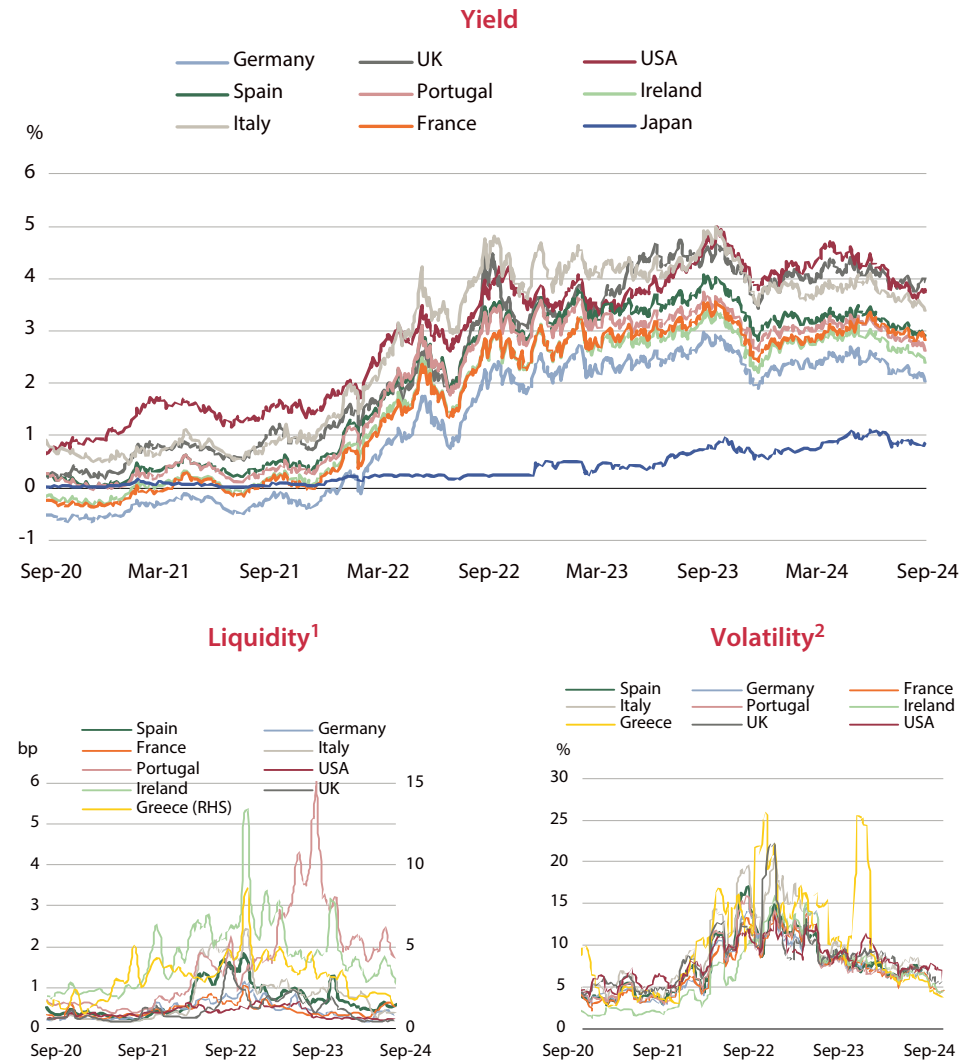 Yield
Germany UK USA
Spain Portugal Ireland
Italy France Japan
%
6
5
4
3
2
1
0
-1
Sep-20 Mar-21 Sep-21 Mar-22 Sep-22 Mar-23 Sep-23 Mar-24 Sep-24
Liquidity¹
Spain Germany
France Italy
Portugal USA
Ireland UK
Greece (RHS)
bp
6 15
5
4 10
3
2 5
1
0 0
Sep-20 Sep-21 Sep-22 Sep-23 Sep-24
Volatility²
Spain Germany France
Italy Portugal Ireland
Greece UK USA
%
30
25
20
15
10
5
0
Sep-20 Sep-21 Sep-22 Sep-23 Sep-24